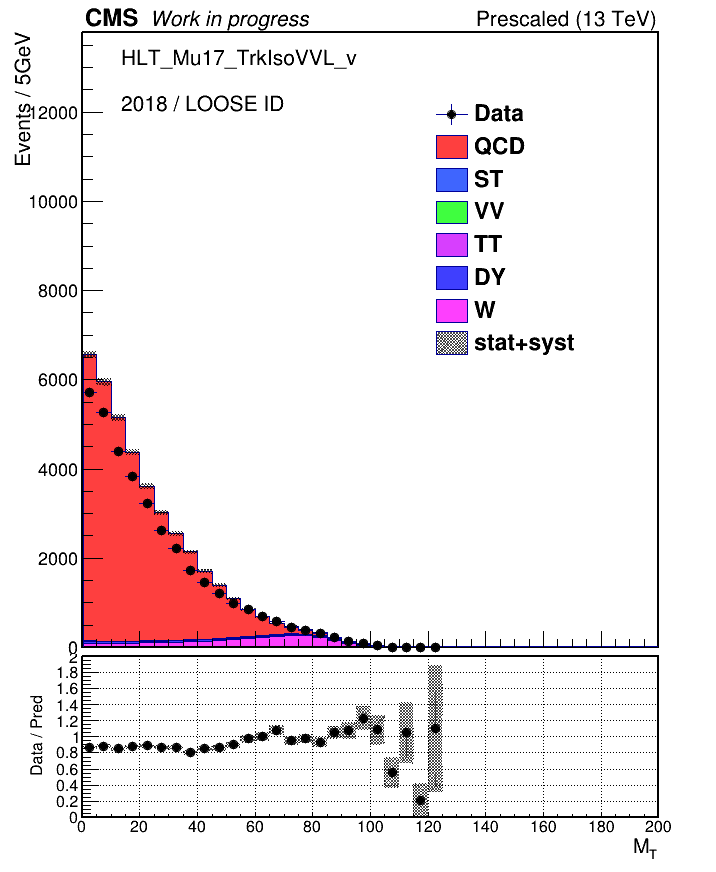 CMS Work in progress Prescaled (13 TeV)
HLT_Mu17_TrkIsoVVL_v
2018 / LOOSE ID
Events / 5GeV
12000
10000
8000
6000
4000
2000
0
Data
QCD
ST
VV
TT
DY
W
stat+syst
Data / Pred
2
1.8
1.6
1.4
1.2
1
0.8
0.6
0.4
0.2
0
0 20 40 60 80 100 120 140 160 180 200
M_T